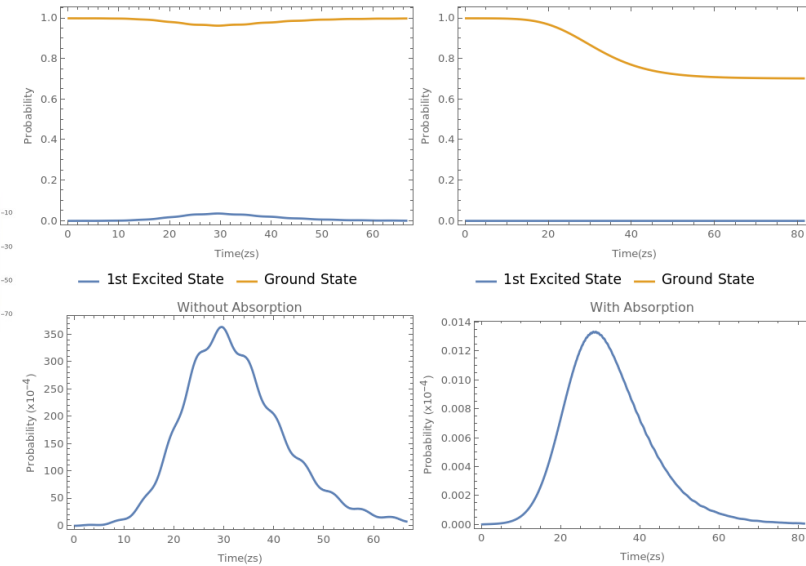 1.0
0.8
0.6
0.4
0.2
0.0
Probability
0 10 20 30 40 50 60
Time(zs)
1st Excited State Ground State
1.0
0.8
0.6
0.4
0.2
0.0
Probability
0 20 40 60 80
Time(zs)
1st Excited State Ground State
-10
-30
-50
-70
Without Absorption
350
300
250
200
150
100
50
0
Probability (x10⁻⁴)
0 10 20 30 40 50 60
Time(zs)
With Absorption
0.014
0.012
0.010
0.008
0.006
0.004
0.002
0.000
Probability (x10⁻⁴)
0 20 40 60 80
Time(zs)